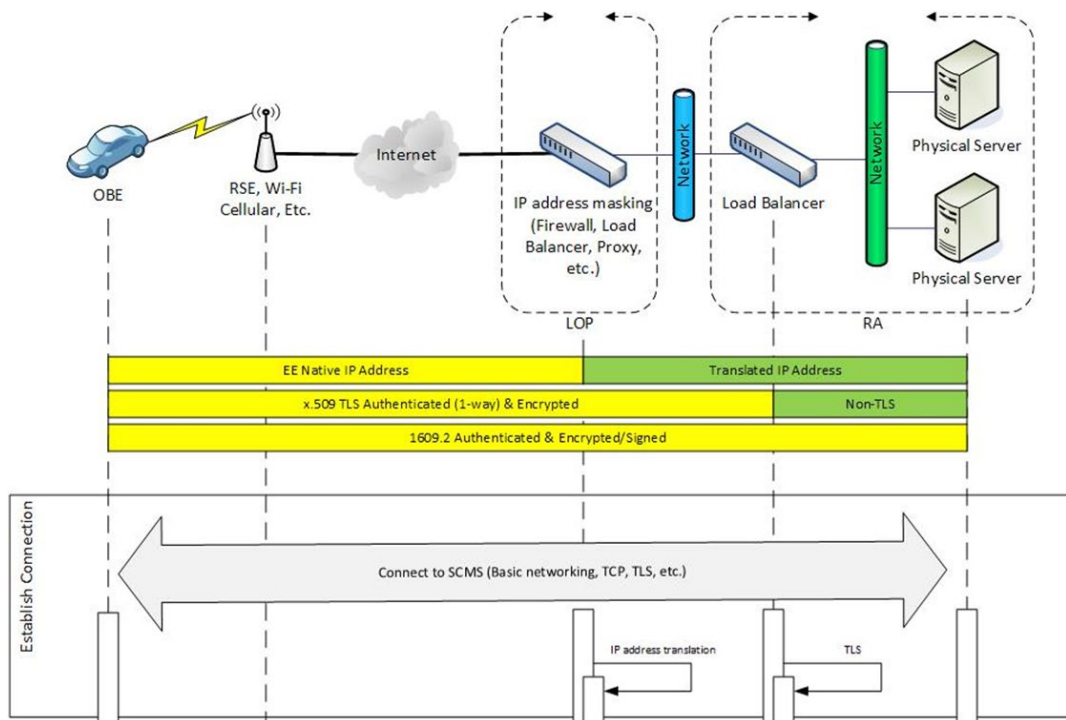 Internet
Network
Network
Physical Server
OBE
RSE, Wi-Fi
Cellular, Etc.
IP address masking
(Firewall, Load
Balancer, Proxy,
etc.)
Load Balancer
Physical Server
LOP
RA
EE Native IP Address
Translated IP Address
x.509 TLS Authenticated (1-way) & Encrypted
Non-TLS
1609.2 Authenticated & Encrypted/Signed
Establish Connection
Connect to SCMS (Basic networking, TCP, TLS, etc.)
IP address translation
TLS